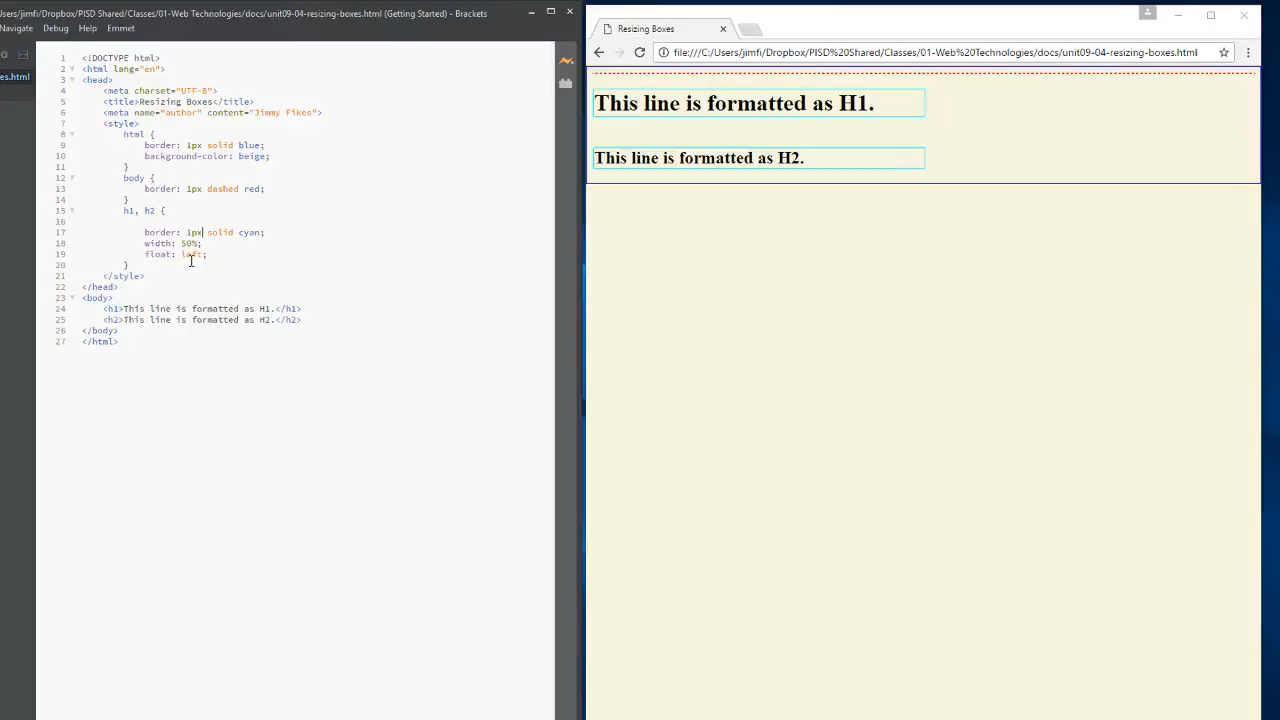 /Users/jimfi/Dropbox/PISD Shared/Classes/01-Web Technologies/docs/unit09-04-resizing-boxes.html (Getting Started) - Brackets
Navigate Debug Help Emmet
es.html
1 <!DOCTYPE html>
2 <html lang="en">
3 <head>
4 <meta charset="UTF-8">
5 <title>Resizing Boxes</title>
6 <meta name="author" content="Jimmy Fikes">
7 <style>
8 html {
9 border: 1px solid blue;
10 background-color: beige;
11 }
12 body {
13 border: 1px dashed red;
14 }
15 h1, h2 {
16
17 border: 1px solid cyan;
18 width: 50%;
19 float: left;
20 }
21 </style>
22 </head>
23 <body>
24 <h1>This line is formatted as H1.</h1>
25 <h2>This line is formatted as H2.</h2>
26 </body>
27 </html>
Resizing Boxes
file:///C:/Users/jimfi/Dropbox/PISD%20Shared/Classes/01-Web%20Technologies/docs/unit09-04-resizing-boxes.html
This line is formatted as H1.
This line is formatted as H2.